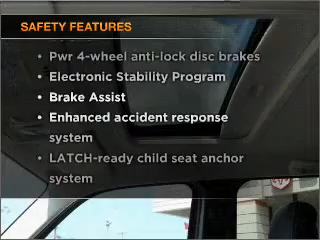 SAFETY FEATURES
• Pwr 4-wheel anti-lock disc brakes
• Electronic Stability Program
• Brake Assist
• Enhanced accident response
system
• LATCH-ready child seat anchor
system